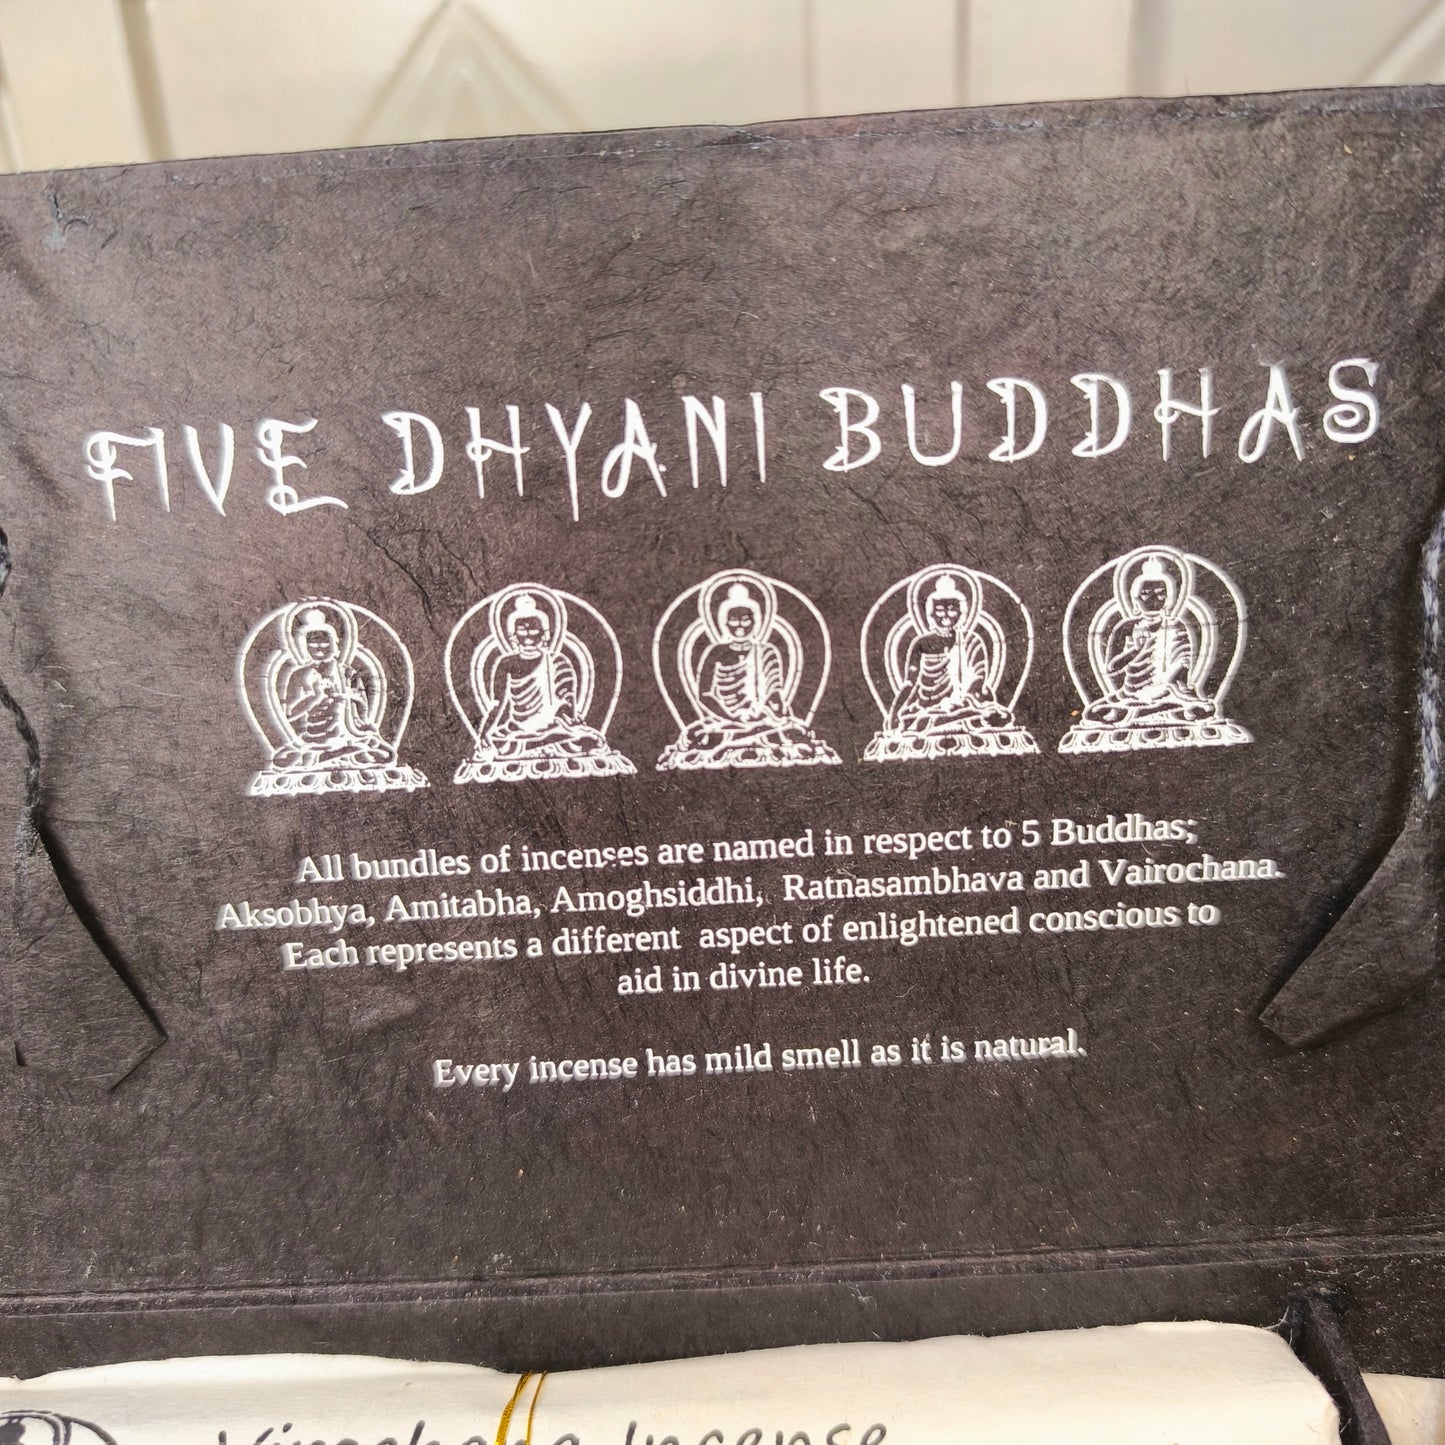 FIVE DHYANI BUDDHAS
All bundles of incenses are named in respect to 5 Buddhas;
Aksobhya, Amitabha, Amoghsiddhi, Ratnasambhava and Vairochana.
Each represents a different aspect of enlightened conscious to
aid in divine life.
Every incense has mild smell as it is natural.
Incense